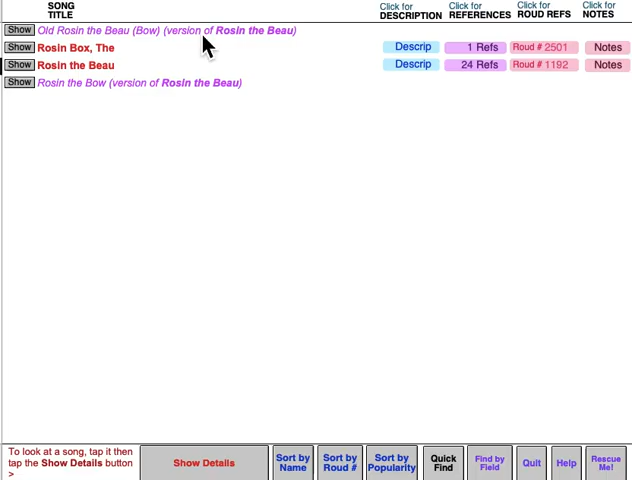 SONG TITLE
Click for DESCRIPTION
Click for REFERENCES
Click for ROUD REFS
Click for NOTES
Show Old Rosin the Beau (Bow) (version of Rosin the Beau)
Show Rosin Box, The Descrip 1 Refs Roud # 2501 Notes
Show Rosin the Beau Descrip 24 Refs Roud # 1192 Notes
Show Rosin the Bow (version of Rosin the Beau)
To look at a song, tap it then
tap the Show Details button
>
Show Details
Sort by
Name
Sort by
Roud #
Sort by
Popularity
Quick
Find
Find by
Field
Quit
Help
Rescue
Me!